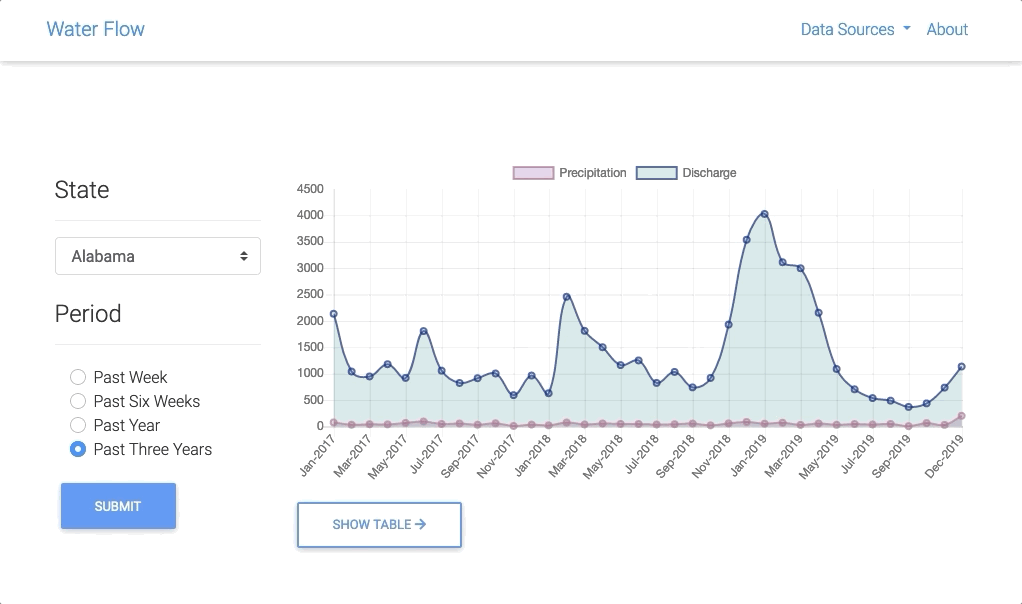 Water Flow
Data Sources
About
State
Alabama
Period
Past Week
Past Six Weeks
Past Year
Past Three Years
SUBMIT
Precipitation Discharge
4500
4000
3500
3000
2500
2000
1500
1000
500
0
Jan-2017 Mar-2017 May-2017 Jul-2017 Sep-2017 Nov-2017 Jan-2018 Mar-2018 May-2018 Jul-2018 Sep-2018 Nov-2018 Jan-2019 Mar-2019 May-2019 Jul-2019 Sep-2019 Dec-2019
SHOW TABLE →